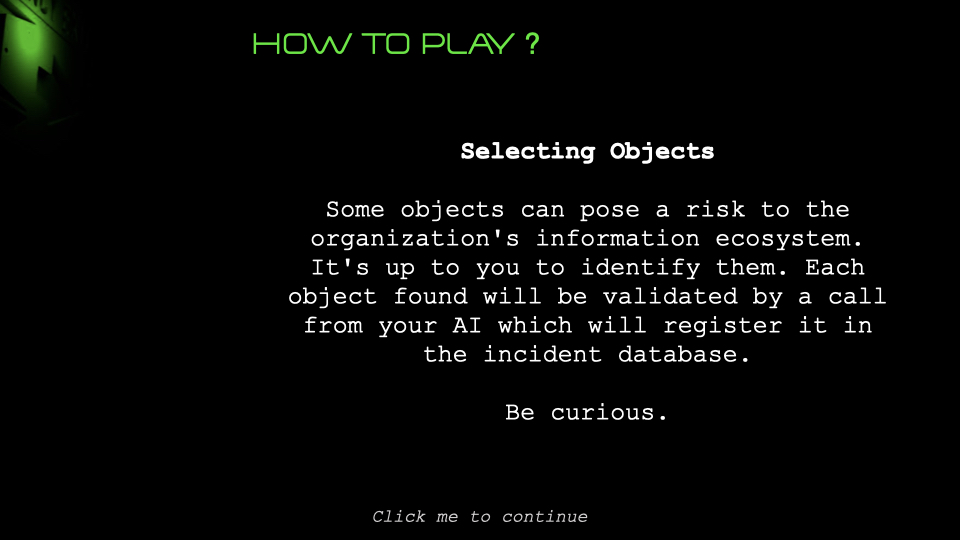 HOW TO PLAY ?
Selecting Objects
Some objects can pose a risk to the
organization's information ecosystem.
It's up to you to identify them. Each
object found will be validated by a call
from your AI which will register it in
the incident database.
Be curious.
Click me to continue